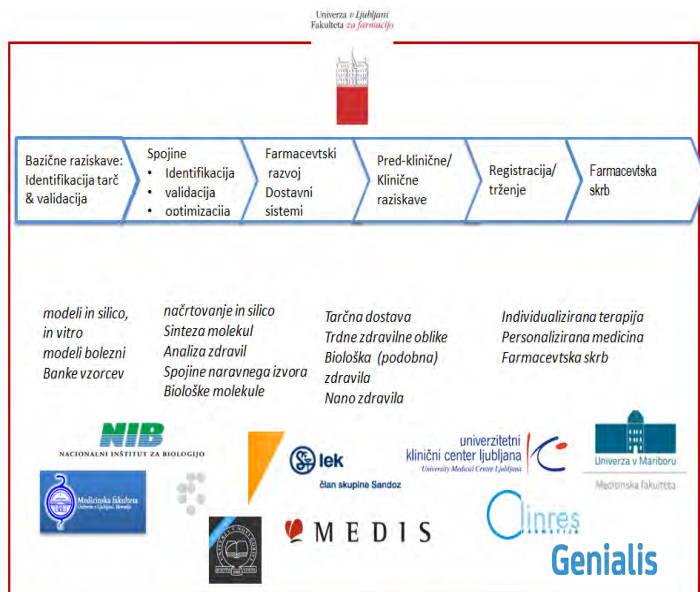 Univerza v Ljubljani
Fakulteta za farmacijo
Bazične raziskave:
Identifikacija tarč
& validacija
Spojine
• Identifikacija
• validacija
• optimizacija
Farmacevtski
razvoj
Dostavni
sistemi
Pred-klinične/
Klinične
raziskave
Registracija/
trženje
Farmacevtska
skrb
modeli in silico,
in vitro
modeli bolezni
Banke vzorcev
načrtovanje in silico
Sinteza molekul
Analiza zdravil
Spojine naravnega izvora
Biološke molekule
Tarčna dostava
Trdne zdravilne oblike
Biološka (podobna)
zdravila
Nano zdravila
Individualizirana terapija
Personalizirana medicina
Farmacevtska skrb
NIB
NACIONALNI INŠTITUT ZA BIOLOGIJO
Medicinska fakulteta
Univerze v Ljubljani, Slovenija
lek
član skupine Sandoz
MEDIS
univerzitetni
klinični center ljubljana
University Medical Centre Ljubljana
Univerza v Mariboru
Medicinska fakulteta
Clinres
Genialis